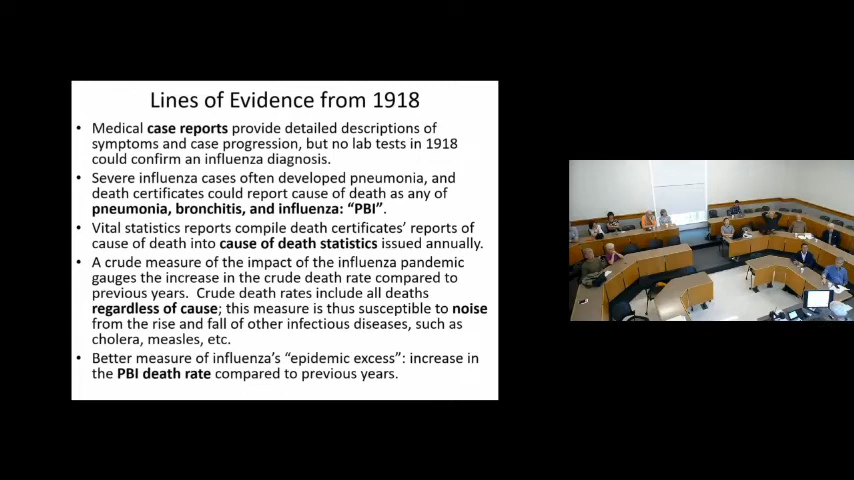 Lines of Evidence from 1918
• Medical case reports provide detailed descriptions of
symptoms and case progression, but no lab tests in 1918
could confirm an influenza diagnosis.
• Severe influenza cases often developed pneumonia, and
death certificates could report cause of death as any of
pneumonia, bronchitis, and influenza: “PBI”.
• Vital statistics reports compile death certificates’ reports of
cause of death into cause of death statistics issued annually.
• A crude measure of the impact of the influenza pandemic
gauges the increase in the crude death rate compared to
previous years. Crude death rates include all deaths
regardless of cause; this measure is thus susceptible to noise
from the rise and fall of other infectious diseases, such as
cholera, measles, etc.
• Better measure of influenza’s “epidemic excess”: increase in
the PBI death rate compared to previous years.